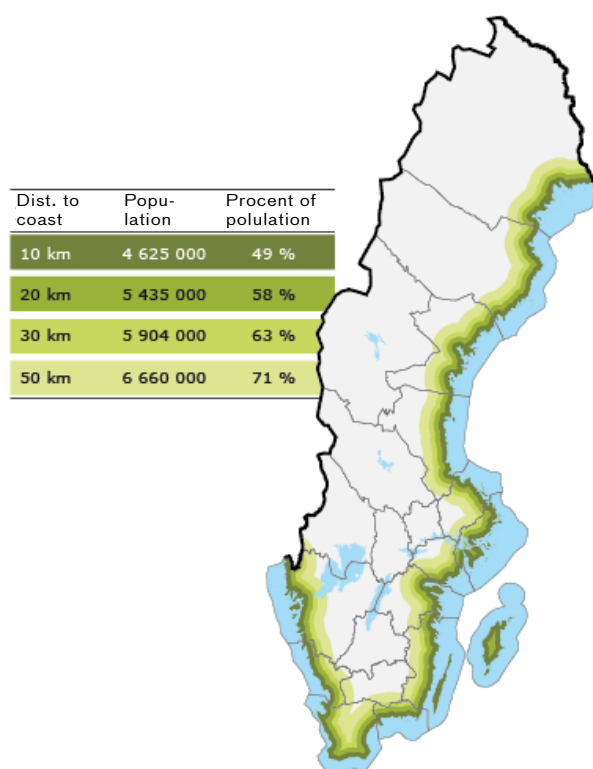 Dist. to Popu- Procent of
coast lation polulation
10 km 4 625 000 49 %
20 km 5 435 000 58 %
30 km 5 904 000 63 %
50 km 6 660 000 71 %